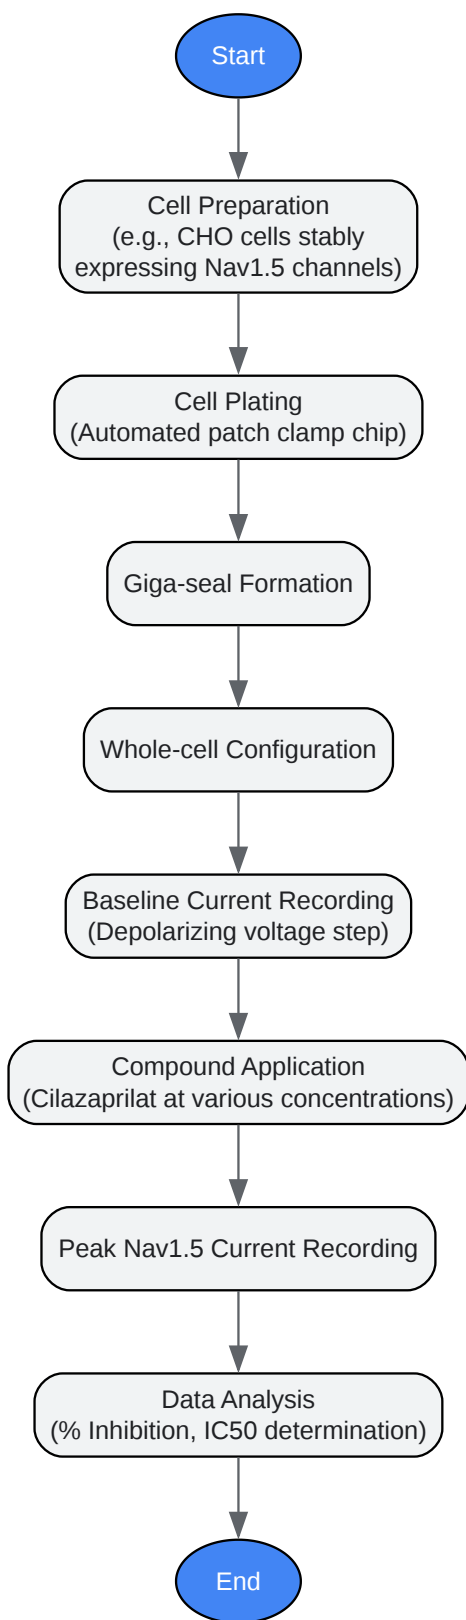 Start
Cell Preparation
(e.g., CHO cells stably
expressing Nav1.5 channels)
Cell Plating
(Automated patch clamp chip)
Giga-seal Formation
Whole-cell Configuration
Baseline Current Recording
(Depolarizing voltage step)
Compound Application
(Cilazaprilat at various concentrations)
Peak Nav1.5 Current Recording
Data Analysis
(% Inhibition, IC50 determination)
End